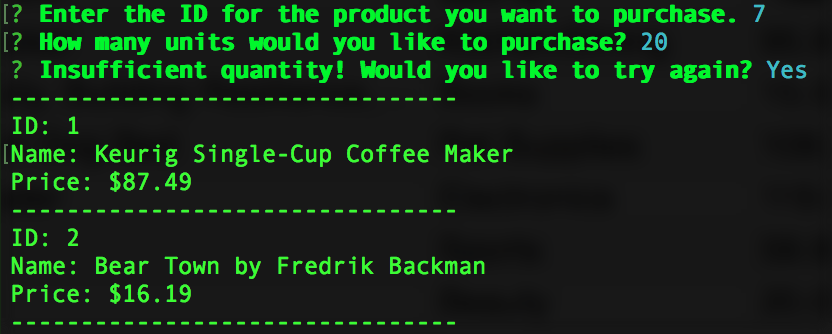 [? Enter the ID for the product you want to purchase. 7
[? How many units would you like to purchase? 20
? Insufficient quantity! Would you like to try again? Yes
---------------------------------
ID: 1
[Name: Keurig Single-Cup Coffee Maker
Price: $87.49
---------------------------------
ID: 2
Name: Bear Town by Fredrik Backman
Price: $16.19
---------------------------------